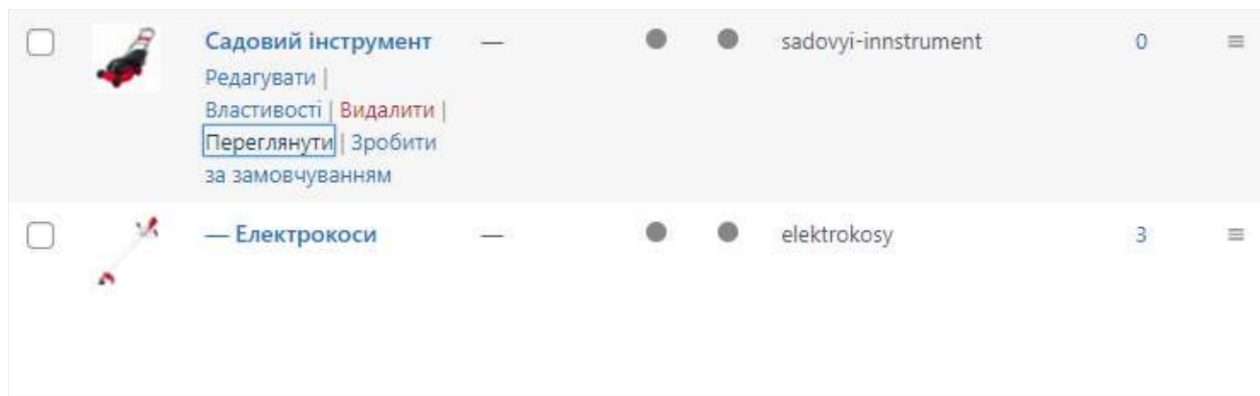 Садовий інструмент — sadovyi-innstrument 0
Редагувати |
Властивості | Видалити |
Переглянути | Зробити
за замовчуванням
— Електрокоси — elektrokosy 3